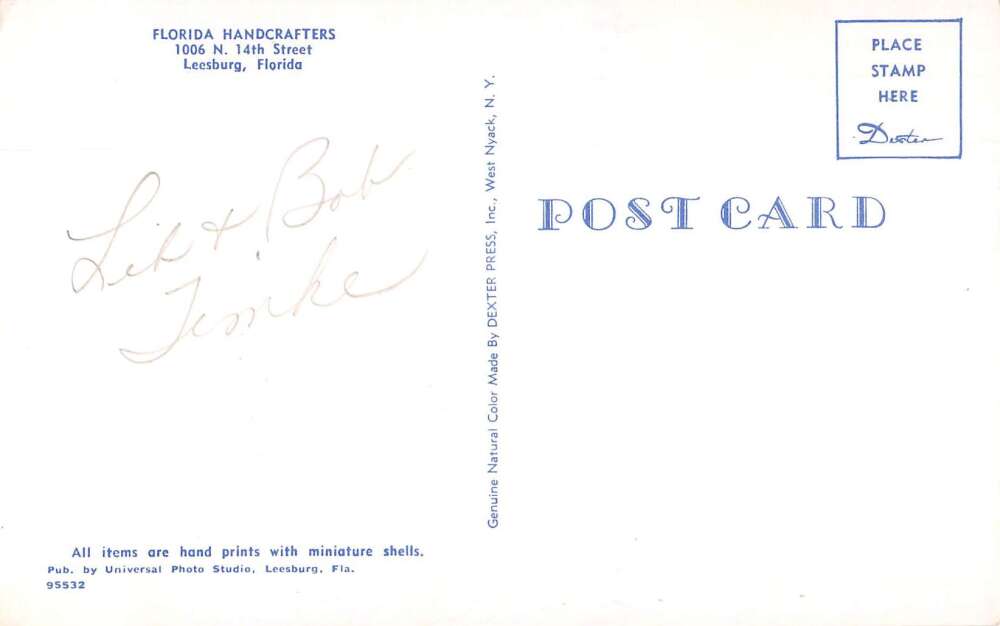 FLORIDA HANDCRAFTERS
1006 N. 14th Street
Leesburg, Florida
& Bob
All items are hand prints with miniature shells.
Pub. by Universal Photo Studio, Leesburg, Fla.
95532
Genuine Natural Color Made By DEXTER PRESS, Inc., West Nyack, N. Y.
PLACE
STAMP
HERE
Dexter
POST CARD